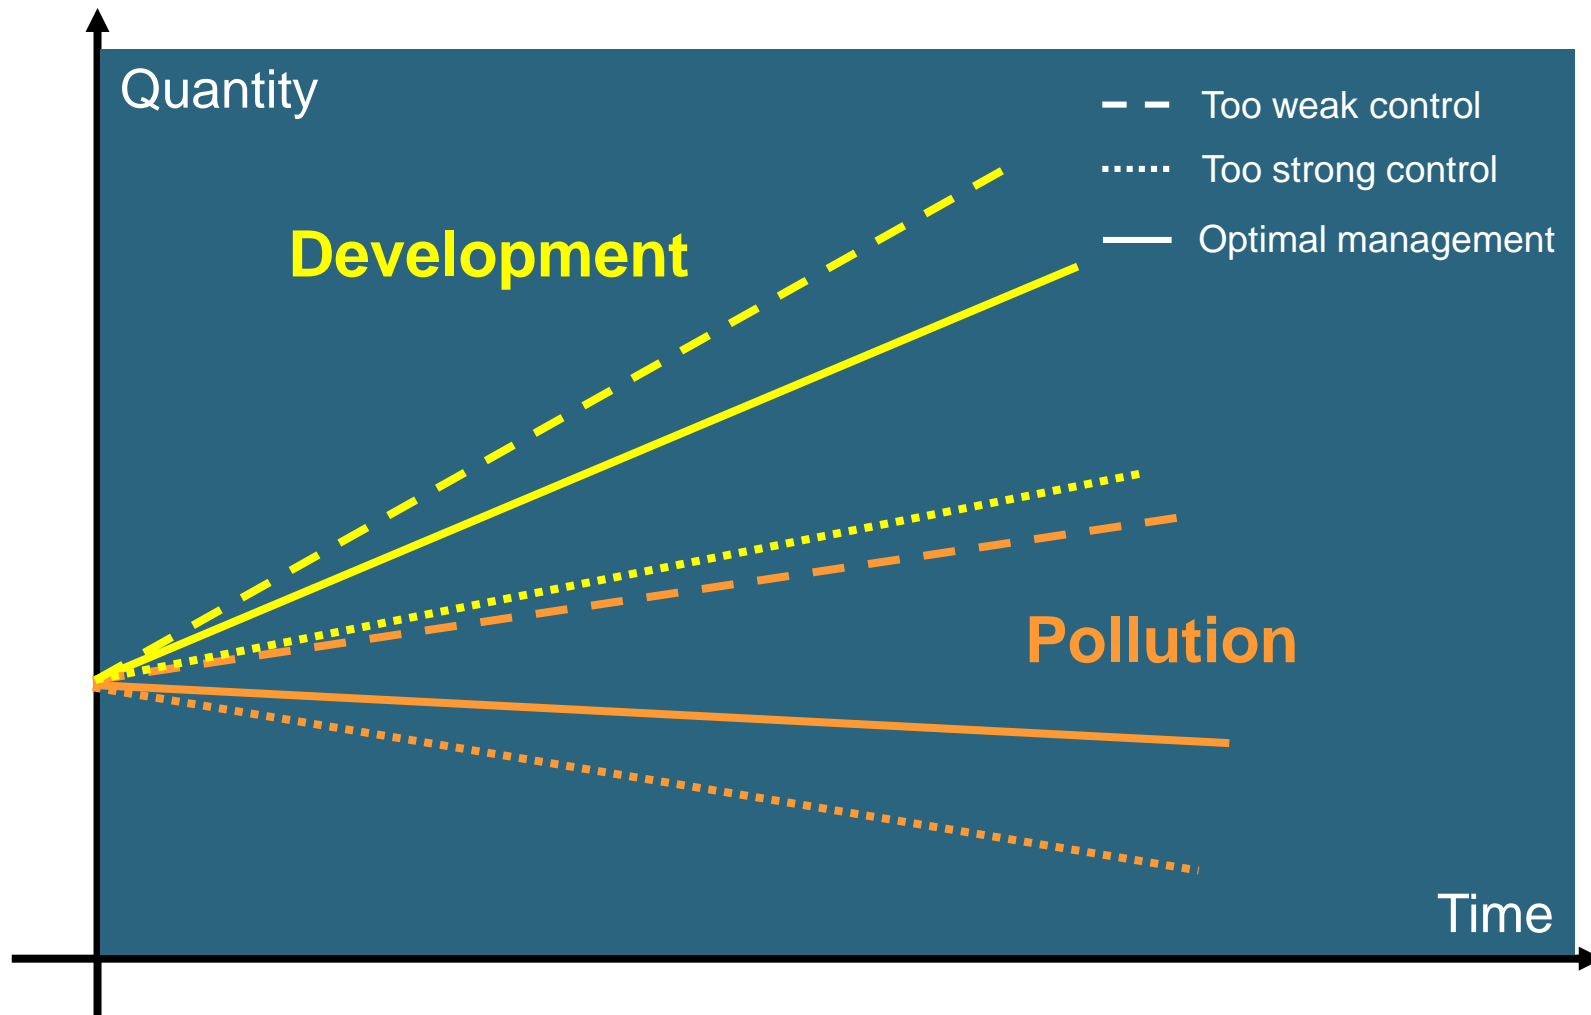 Quantity
Too weak control
Too strong control
Optimal management
Development
Pollution
Time